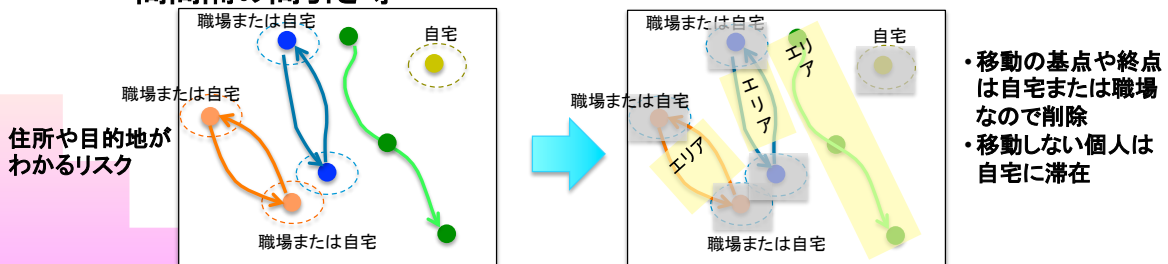 職場または自宅
自宅
職場または自宅
住所や目的地が
わかるリスク
職場または自宅
職場または自宅
自宅
職場または自宅
エリア
エリア
エリア
職場または自宅
・移動の基点や終点
は自宅または職場
なので削除
・移動しない個人は
自宅に滞在